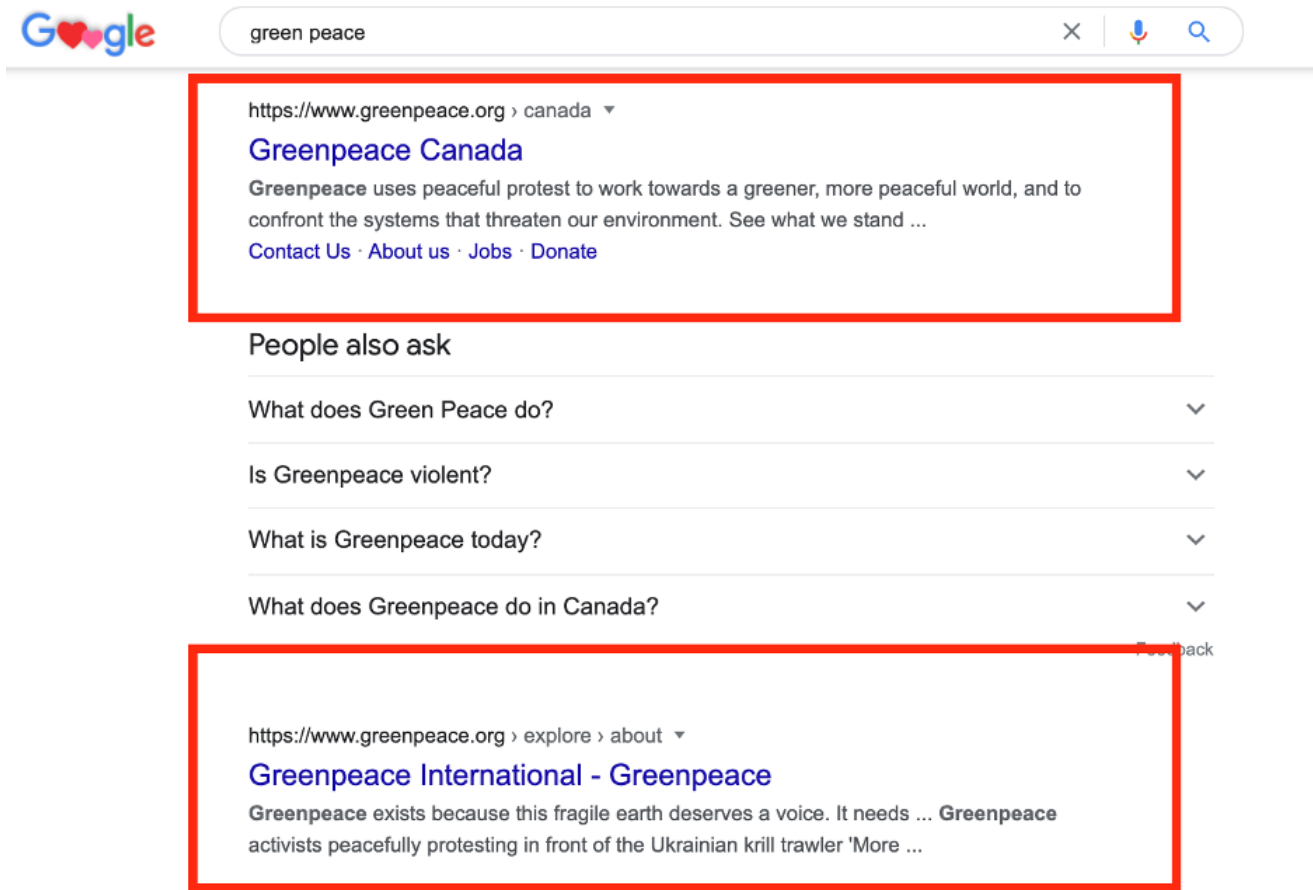 Google
green peace
https://www.greenpeace.org › canada
Greenpeace Canada
Greenpeace uses peaceful protest to work towards a greener, more peaceful world, and to
confront the systems that threaten our environment. See what we stand ...
Contact Us · About us · Jobs · Donate
People also ask
What does Green Peace do?
Is Greenpeace violent?
What is Greenpeace today?
What does Greenpeace do in Canada?
Feedback
https://www.greenpeace.org › explore › about
Greenpeace International - Greenpeace
Greenpeace exists because this fragile earth deserves a voice. It needs ... Greenpeace
activists peacefully protesting in front of the Ukrainian krill trawler 'More ...